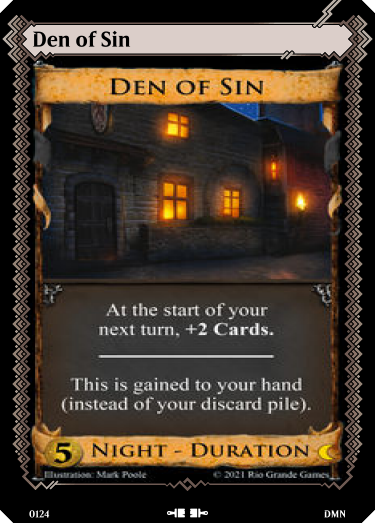 Den of Sin
DEN OF SIN
At the start of your
next turn, +2 Cards.
This is gained to your hand
(instead of your discard pile).
5 NIGHT - DURATION
Illustration: Mark Poole © 2021 Rio Grande Games
0124 DMN